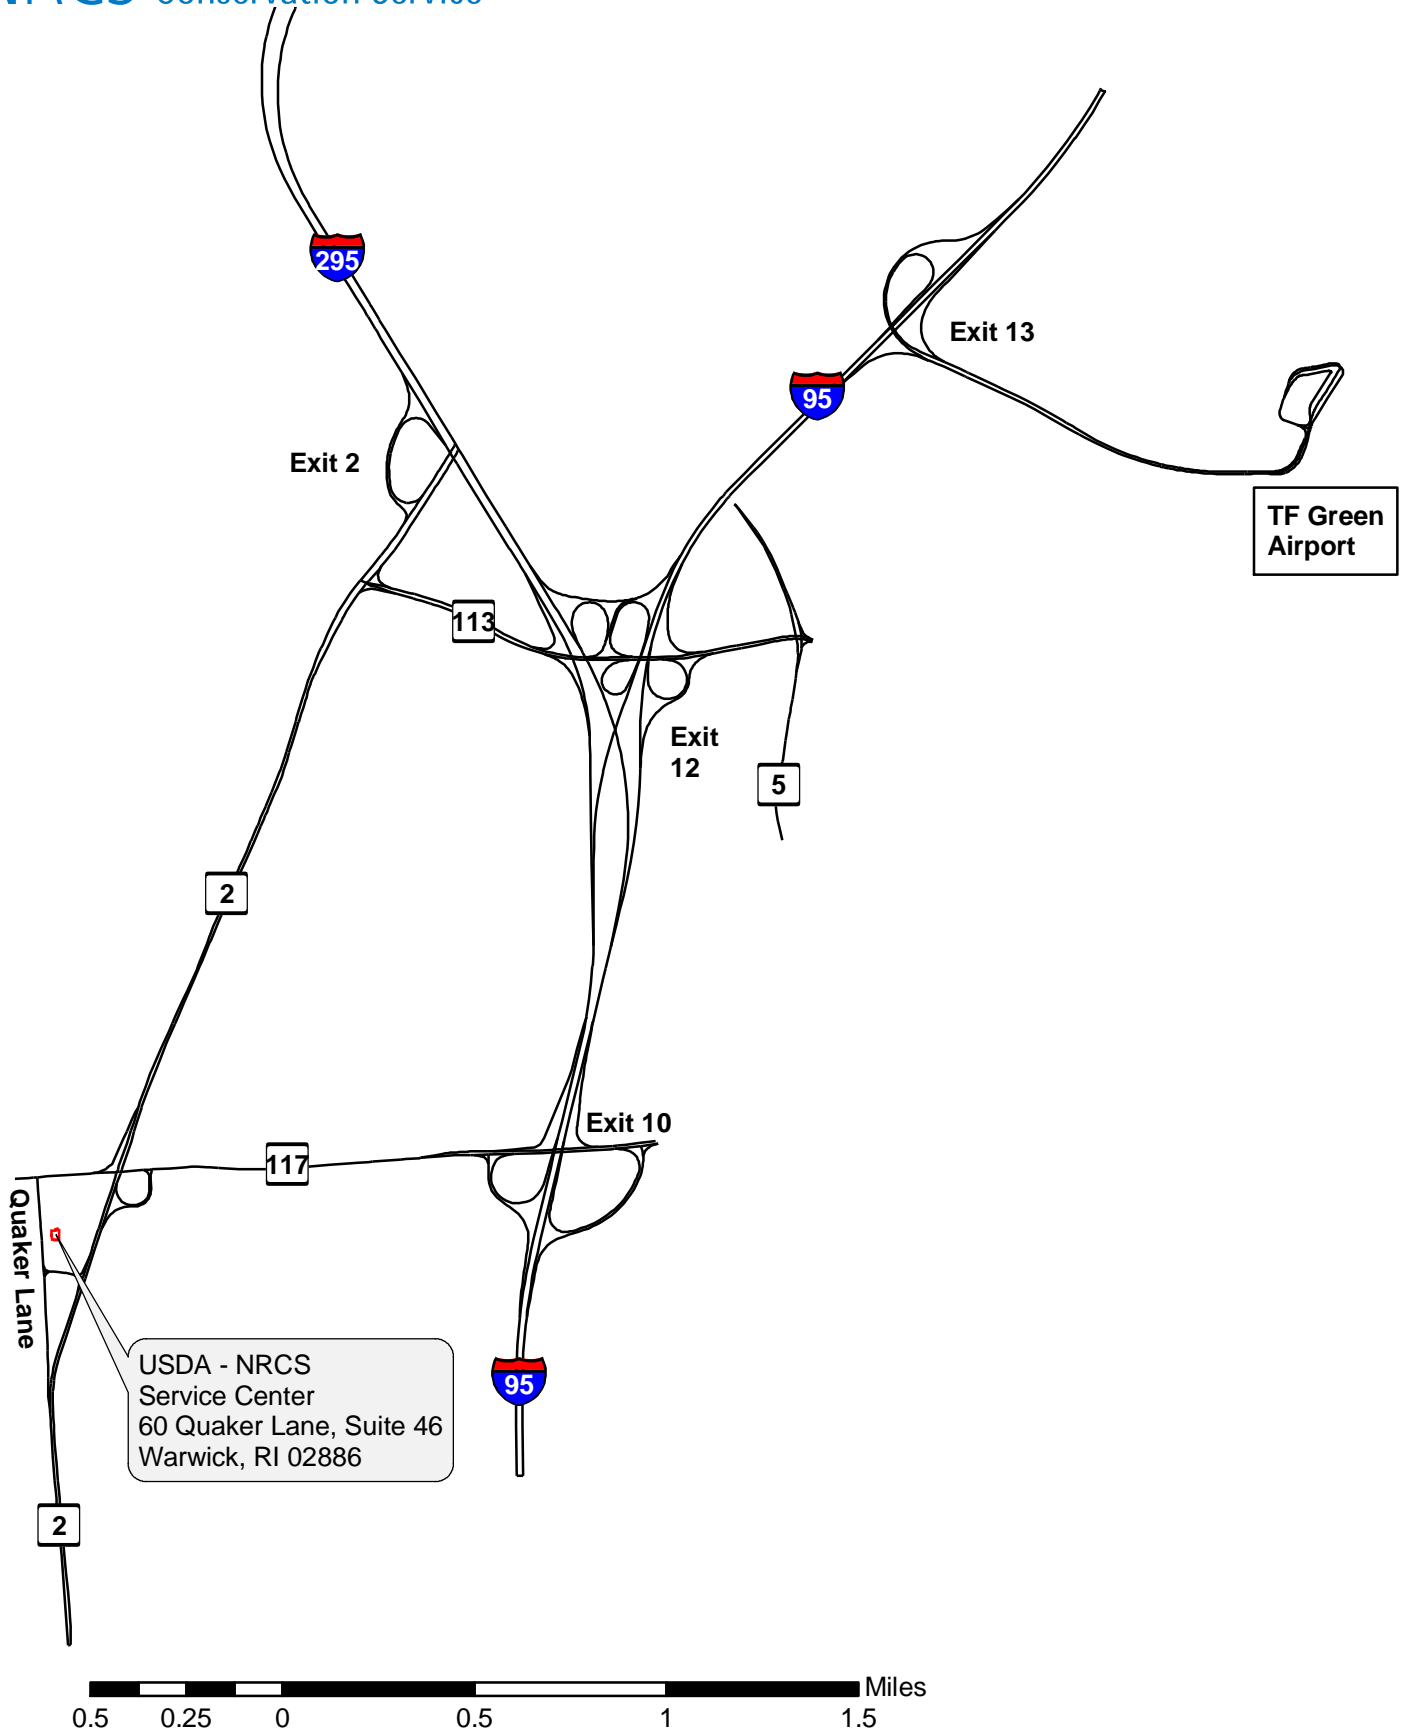 295
Exit 13
95
Exit 2
TF Green
Airport
113
Exit
12
5
2
Exit 10
117
Quaker Lane
USDA - NRCS
Service Center
60 Quaker Lane, Suite 46
Warwick, RI 02886
95
2
Miles
0.5 0.25 0 0.5 1 1.5